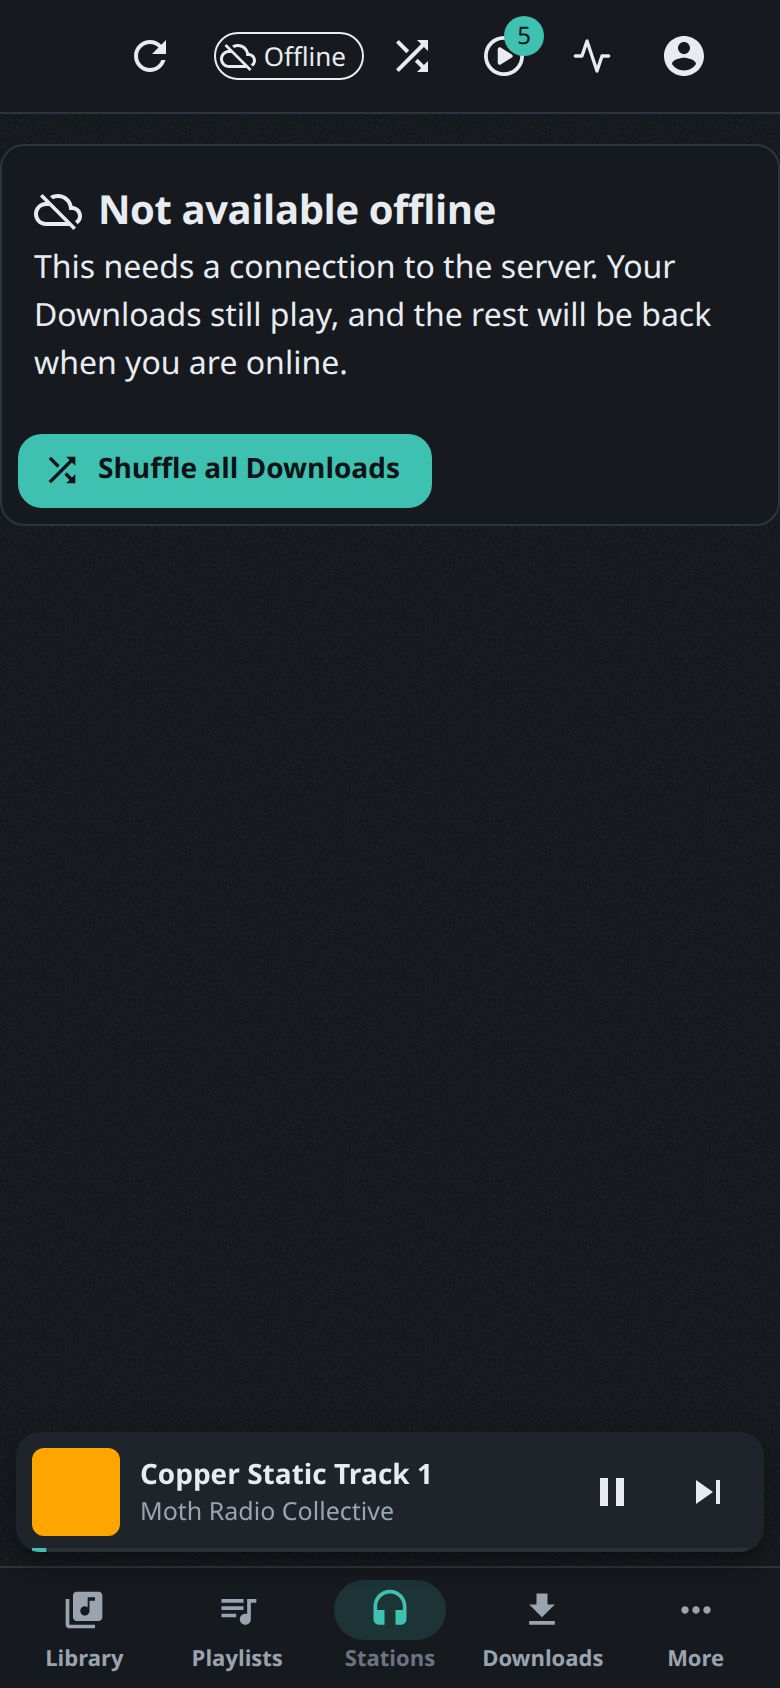 5
Offline
Not available offline
This needs a connection to the server. Your
Downloads still play, and the rest will be back
when you are online.
Shuffle all Downloads
Copper Static Track 1
Moth Radio Collective
Library Playlists Stations Downloads More